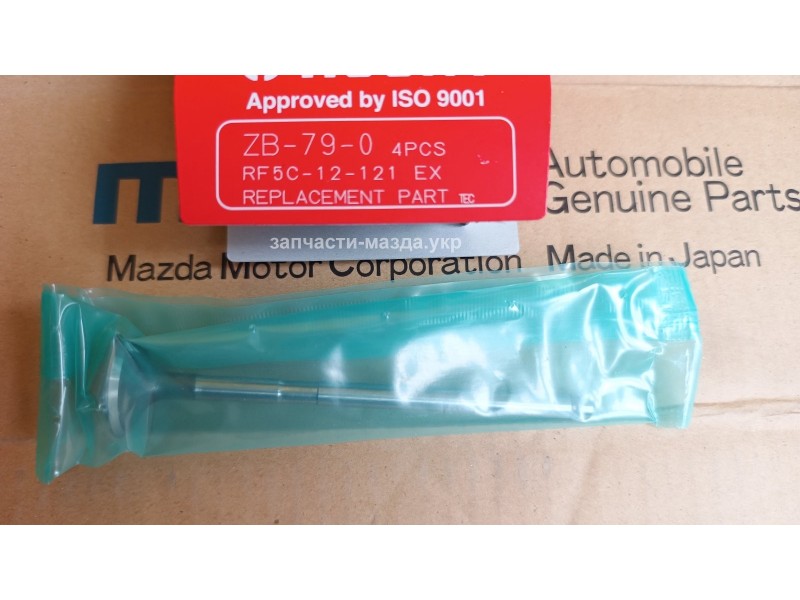 Approved by ISO 9001
ZB-79-0 4PCS
RF5C-12-121 EX
REPLACEMENT PART TEC
запчасти-мазда.укр
Automobile
Genuine Parts
Mazda Motor Corporation Made in Japan